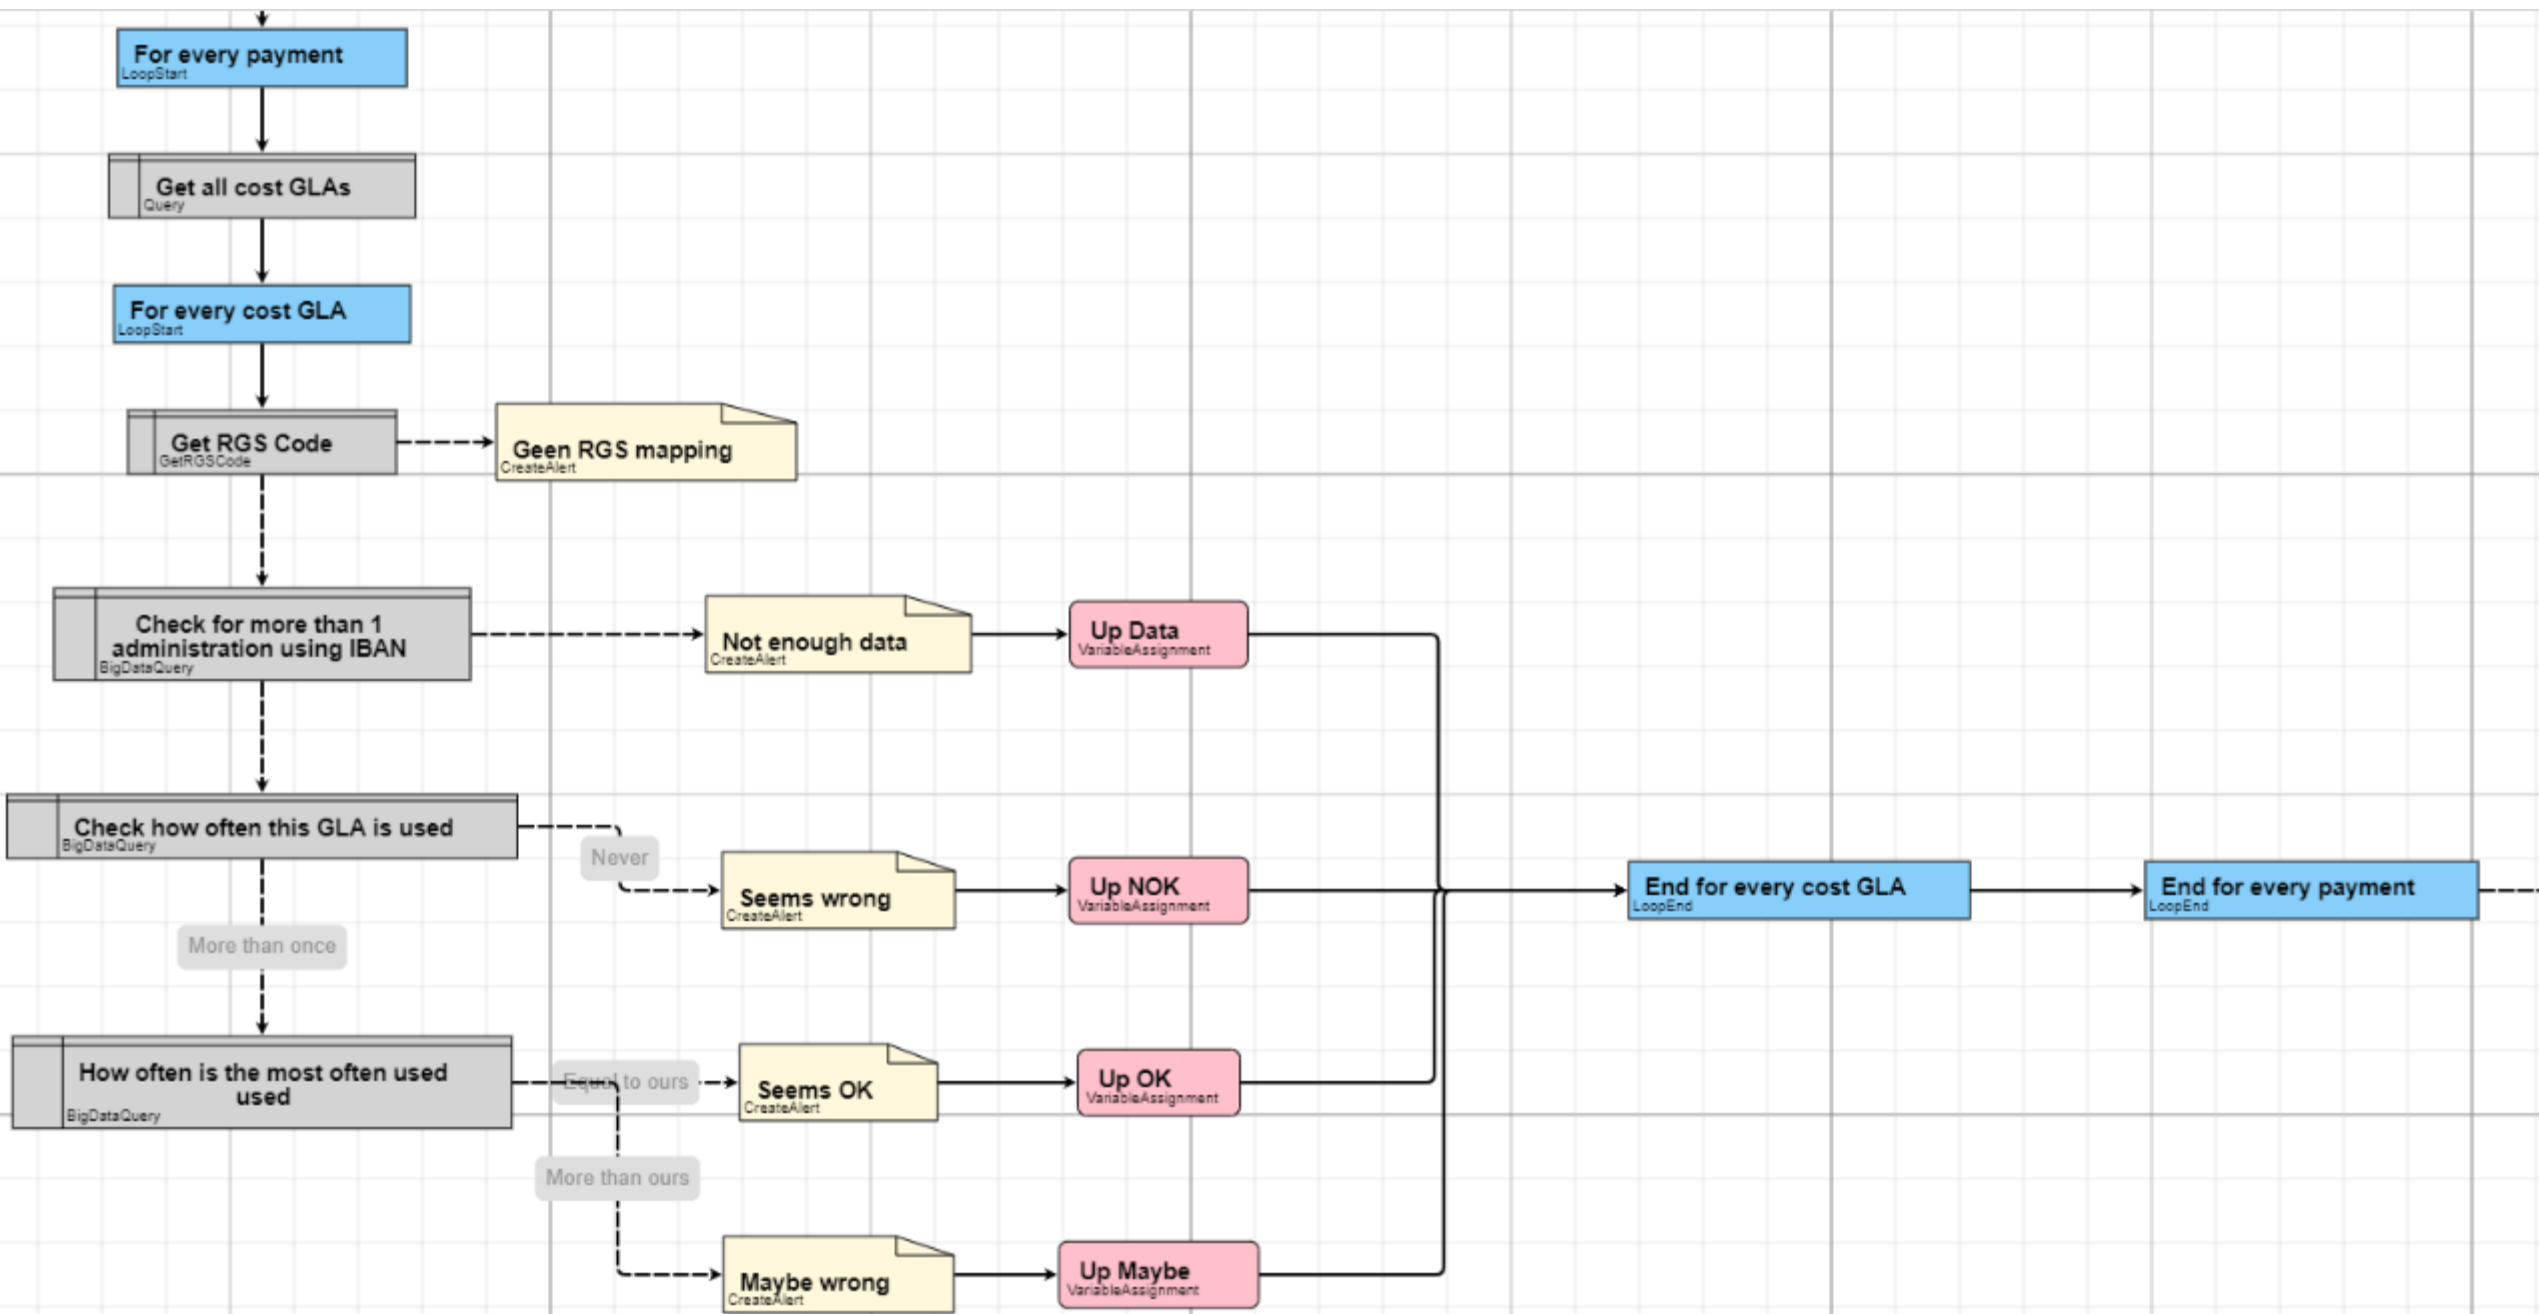 For every payment
LoopStart
Get all cost GLAs
Query
For every cost GLA
LoopStart
Get RGS Code
GetRGSCode
Geen RGS mapping
CreateAlert
Check for more than 1
administration using IBAN
BigDataQuery
Not enough data
CreateAlert
Up Data
VariableAssignment
Check how often this GLA is used
BigDataQuery
Never
Seems wrong
CreateAlert
Up NOK
VariableAssignment
End for every cost GLA
LoopEnd
End for every payment
LoopEnd
More than once
How often is the most often used
used
BigDataQuery
Equal to ours
Seems OK
CreateAlert
Up OK
VariableAssignment
More than ours
Maybe wrong
CreateAlert
Up Maybe
VariableAssignment